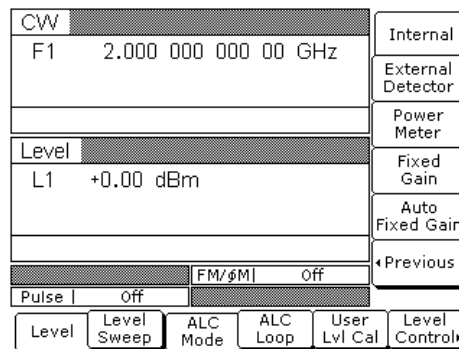 CW
F1 2.000 000 000 00 GHz
Level
L1 +0.00 dBm
FM/ϕM| Off
Pulse | Off
Internal
External
Detector
Power
Meter
Fixed
Gain
Auto
Fixed Gain
◂Previous
Level
Level
Sweep
ALC
Mode
ALC
Loop
User
Lvl Cal
Level
Control▸